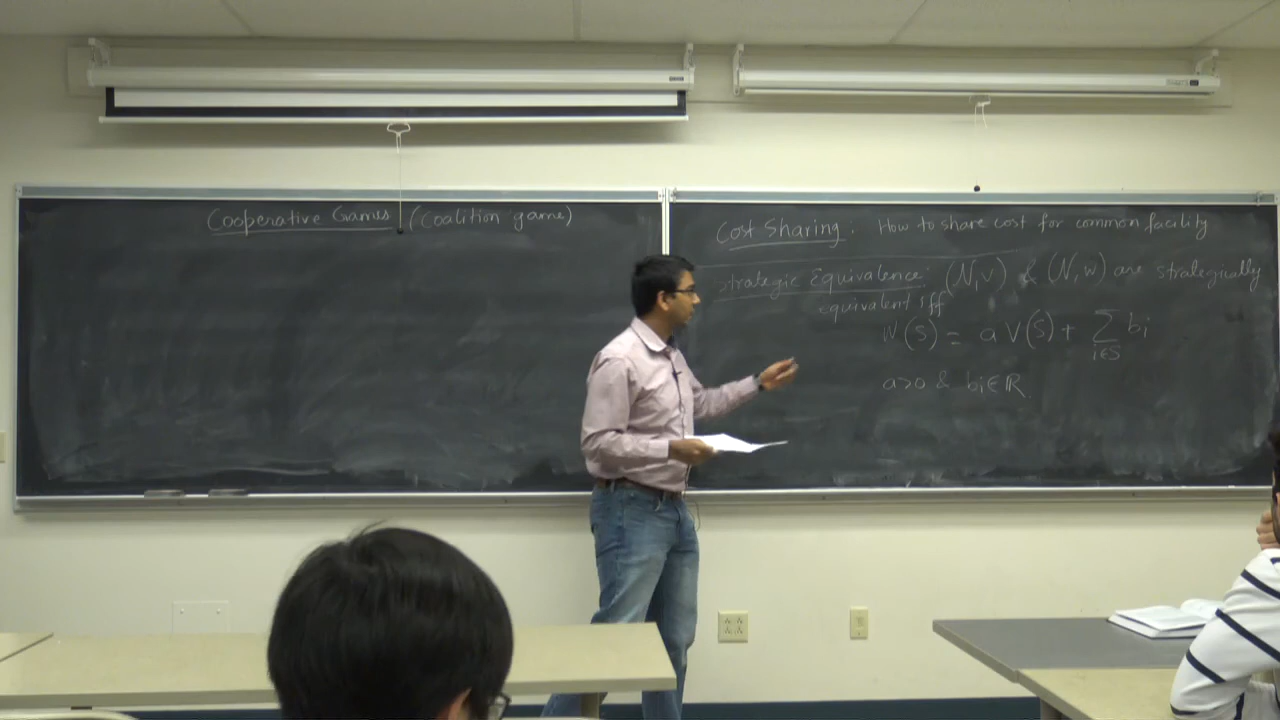 Cooperative Games (Coalition game)
Cost Sharing. How to share cost for common facility
Strategic Equivalence: (N,V) & (N,W) are strategically
equivalent iff
W(S) = a V(S) + ∑ bi
i∈S
a>0 & bi∈ℝ